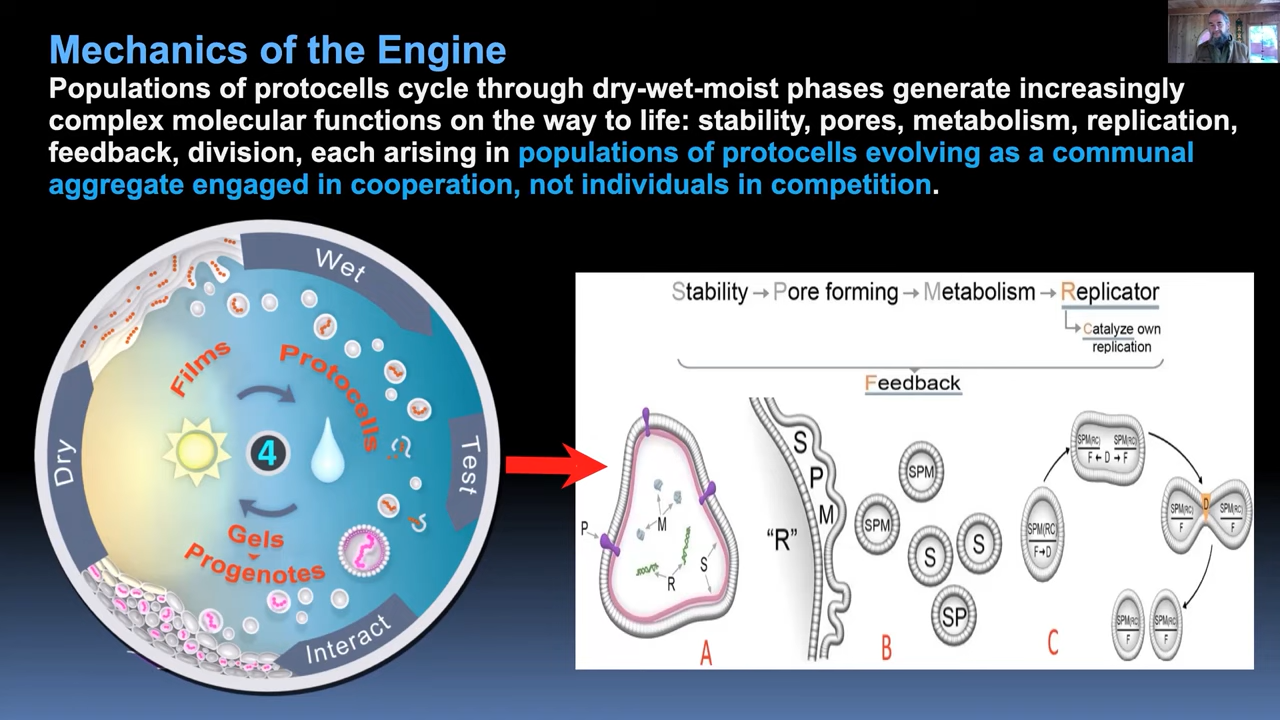 Mechanics of the Engine
Populations of protocells cycle through dry-wet-moist phases generate increasingly
complex molecular functions on the way to life: stability, pores, metabolism, replication,
feedback, division, each arising in populations of protocells evolving as a communal
aggregate engaged in cooperation, not individuals in competition.
Wet
Films
Protocells
Dry
4
Test
Gels
Progenotes
Interact
Stability → Pore forming → Metabolism → Replicator
Catalyze own
replication
Feedback
P
M
S
R
A
"R"
S
P
M
SPM
SPM
S
S
SP
B
SPM(RC
F→D
SPM(RC) SPM(RC)
F ← D → F
SPM(RC)
F
D
SPM(RC)
F
SPM(RC)
F
SPM(RC)
F
C